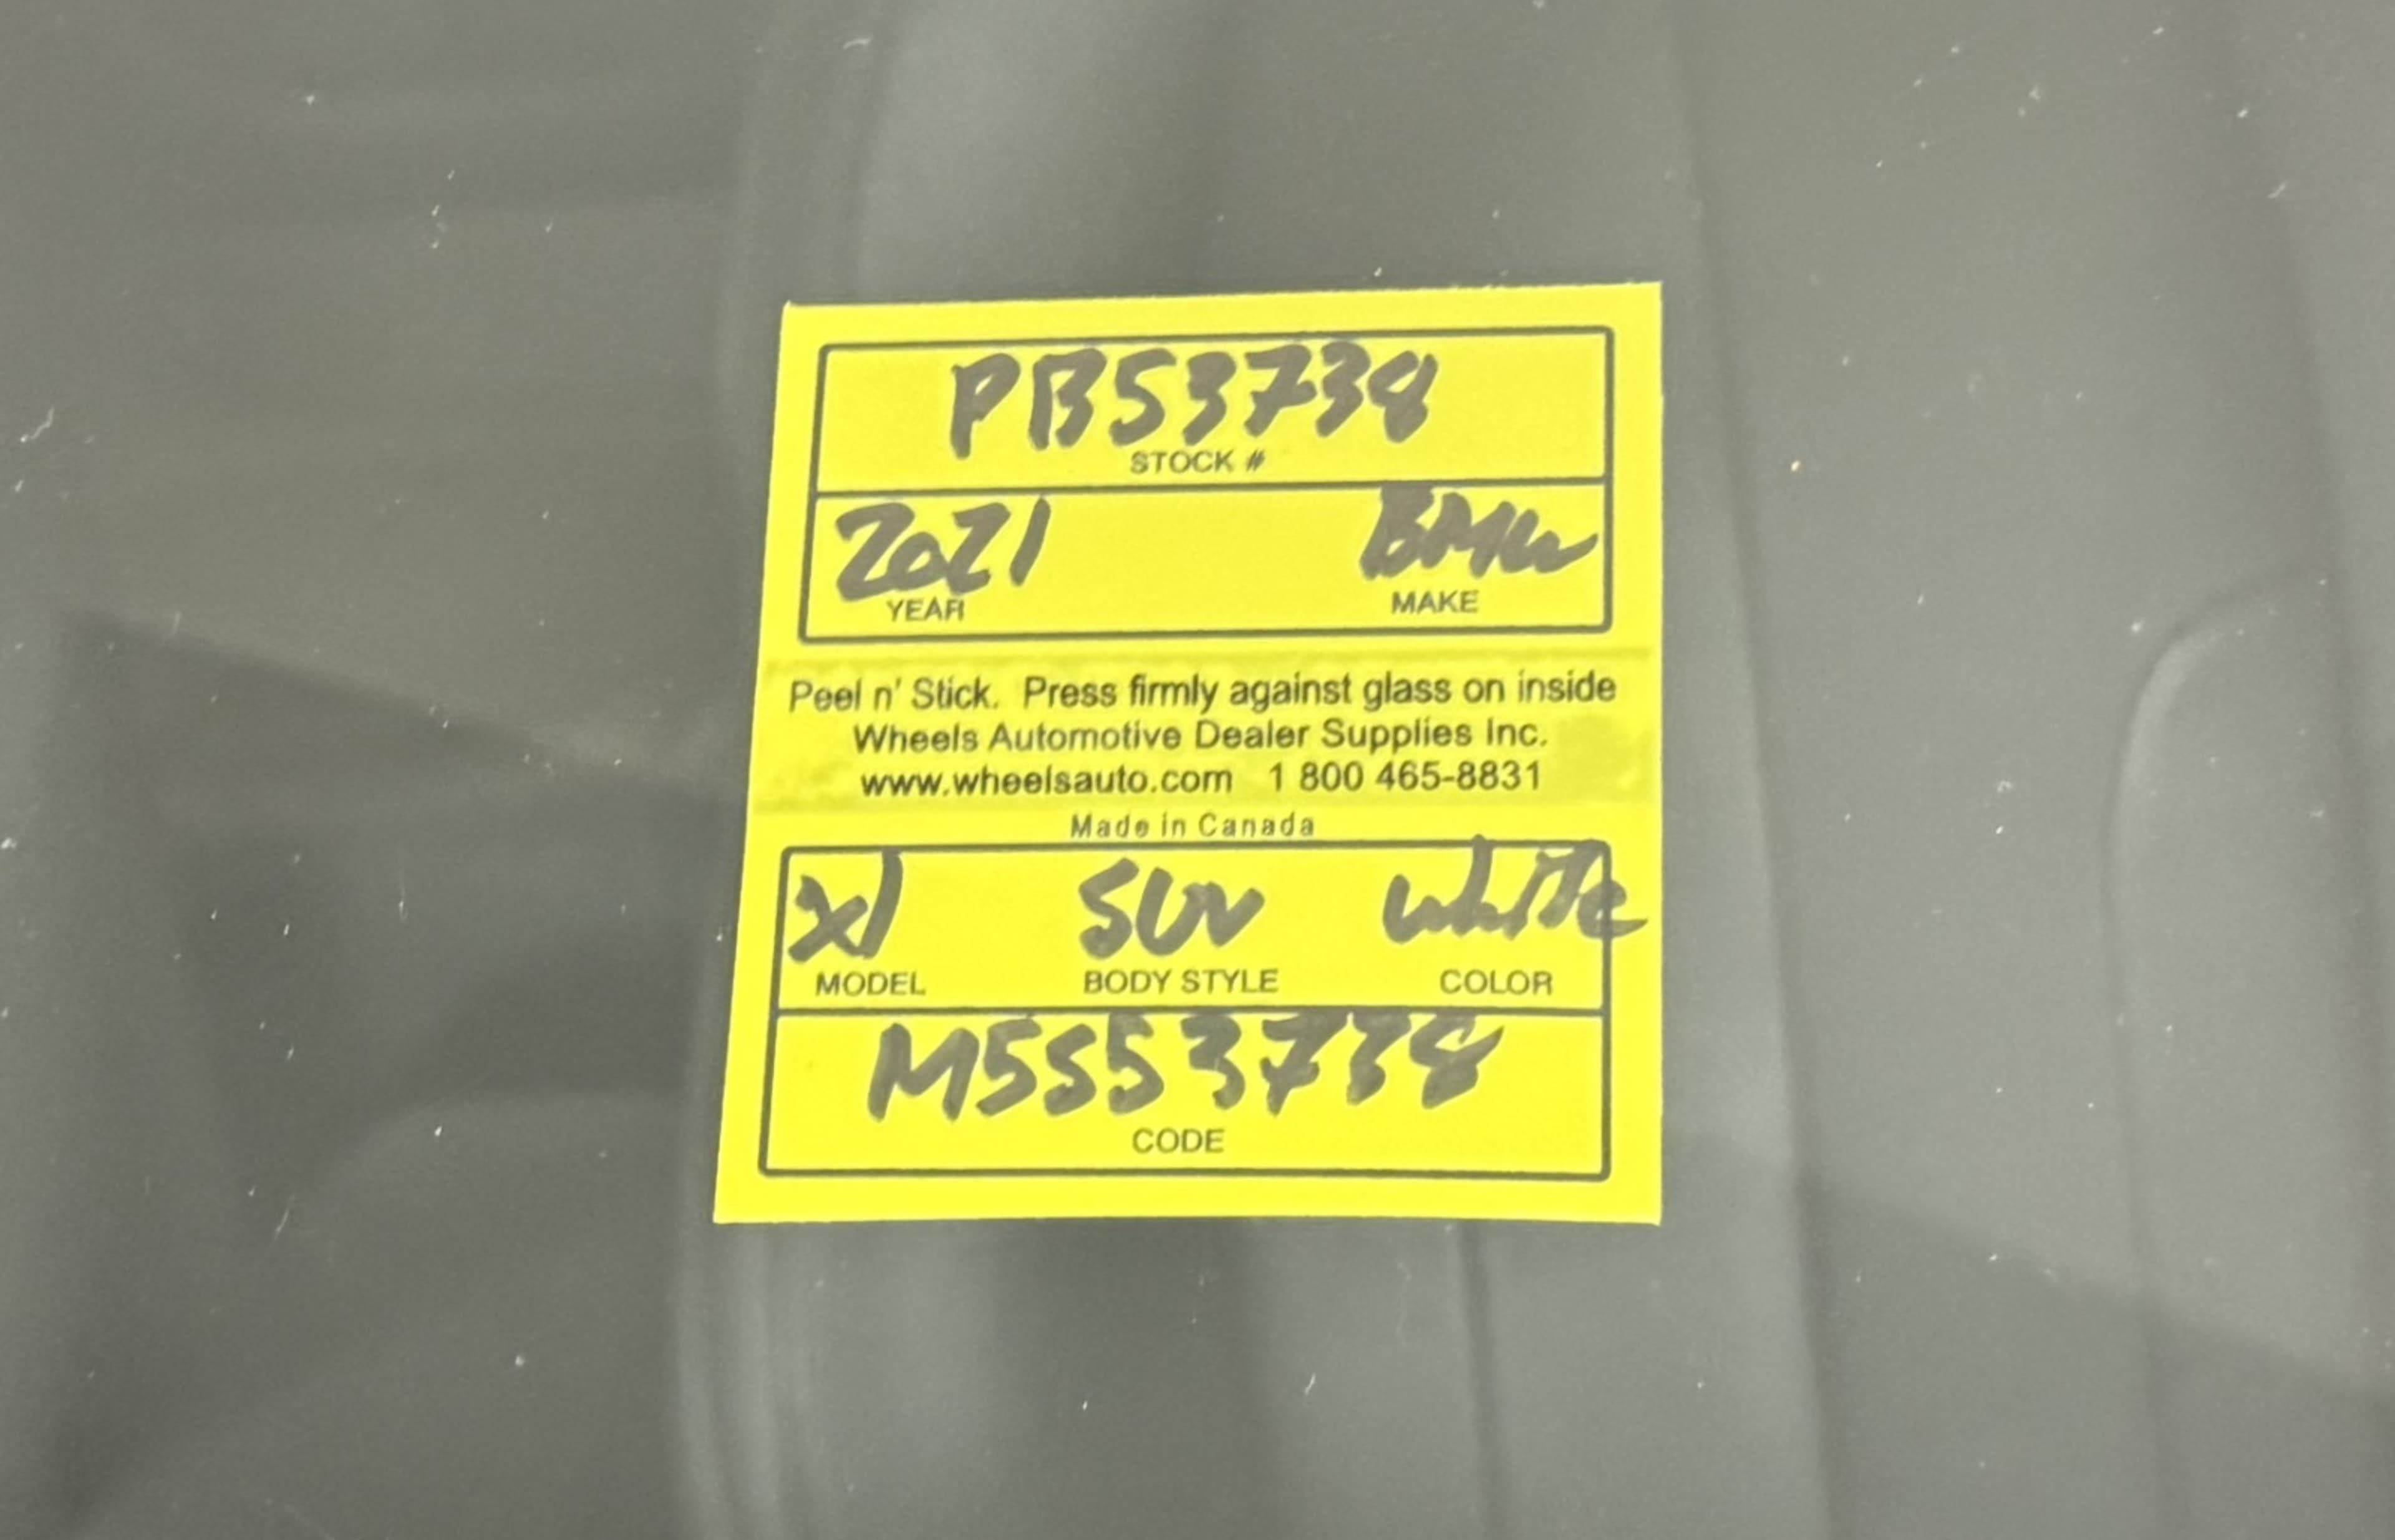 PB53738
STOCK #
2021 BMW
YEAR MAKE
Peel n' Stick. Press firmly against glass on inside
Wheels Automotive Dealer Supplies Inc.
www.wheelsauto.com 1 800 465-8831
Made in Canada
X1 SUV white
MODEL BODY STYLE COLOR
M5S53738
CODE